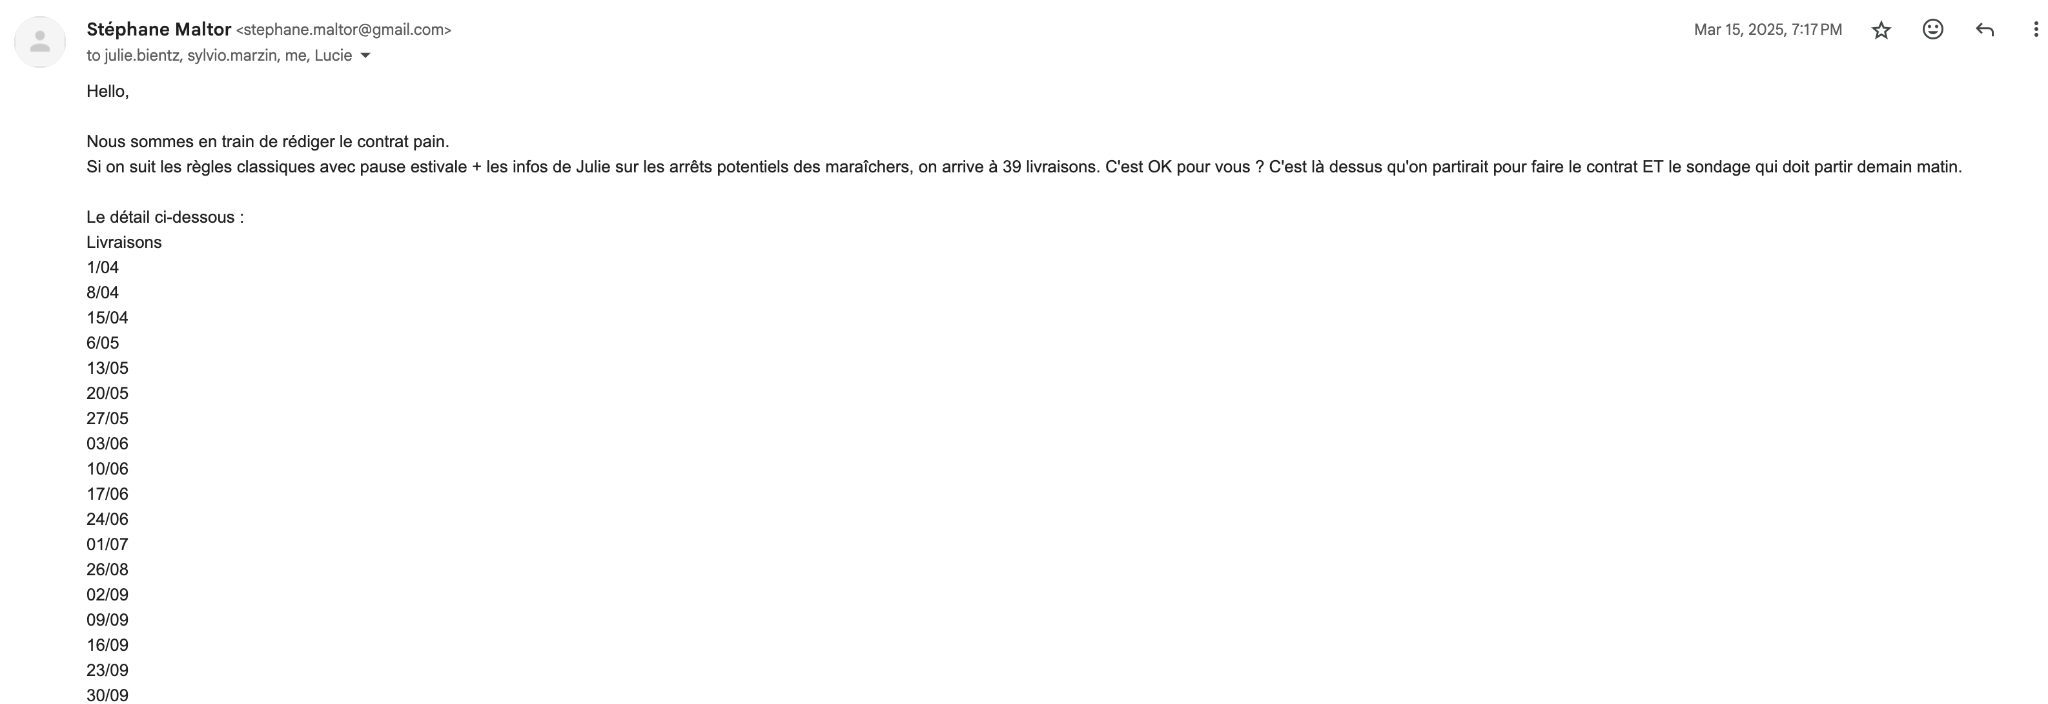 Stéphane Maltor <stephane.maltor@gmail.com>
Mar 15, 2025, 7:17 PM
to julie.bientz, sylvio.marzin, me, Lucie
Hello,
Nous sommes en train de rédiger le contrat pain.
Si on suit les règles classiques avec pause estivale + les infos de Julie sur les arrêts potentiels des maraîchers, on arrive à 39 livraisons. C'est OK pour vous ? C'est là dessus qu'on partirait pour faire le contrat ET le sondage qui doit partir demain matin.
Le détail ci-dessous :
Livraisons
1/04
8/04
15/04
6/05
13/05
20/05
27/05
03/06
10/06
17/06
24/06
01/07
26/08
02/09
09/09
16/09
23/09
30/09